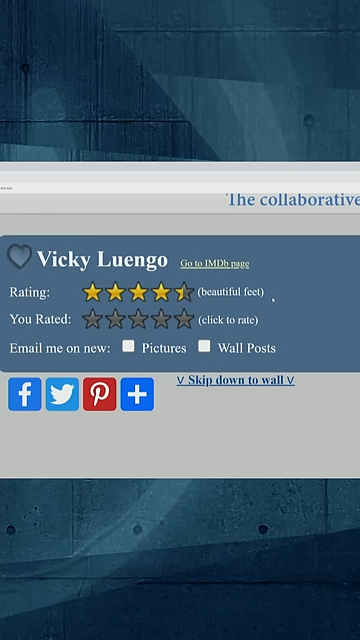 The collaborative
Vicky Luengo Go to IMDb page
Rating: (beautiful feet)
You Rated: (click to rate)
Email me on new: Pictures Wall Posts
V Skip down to wall V